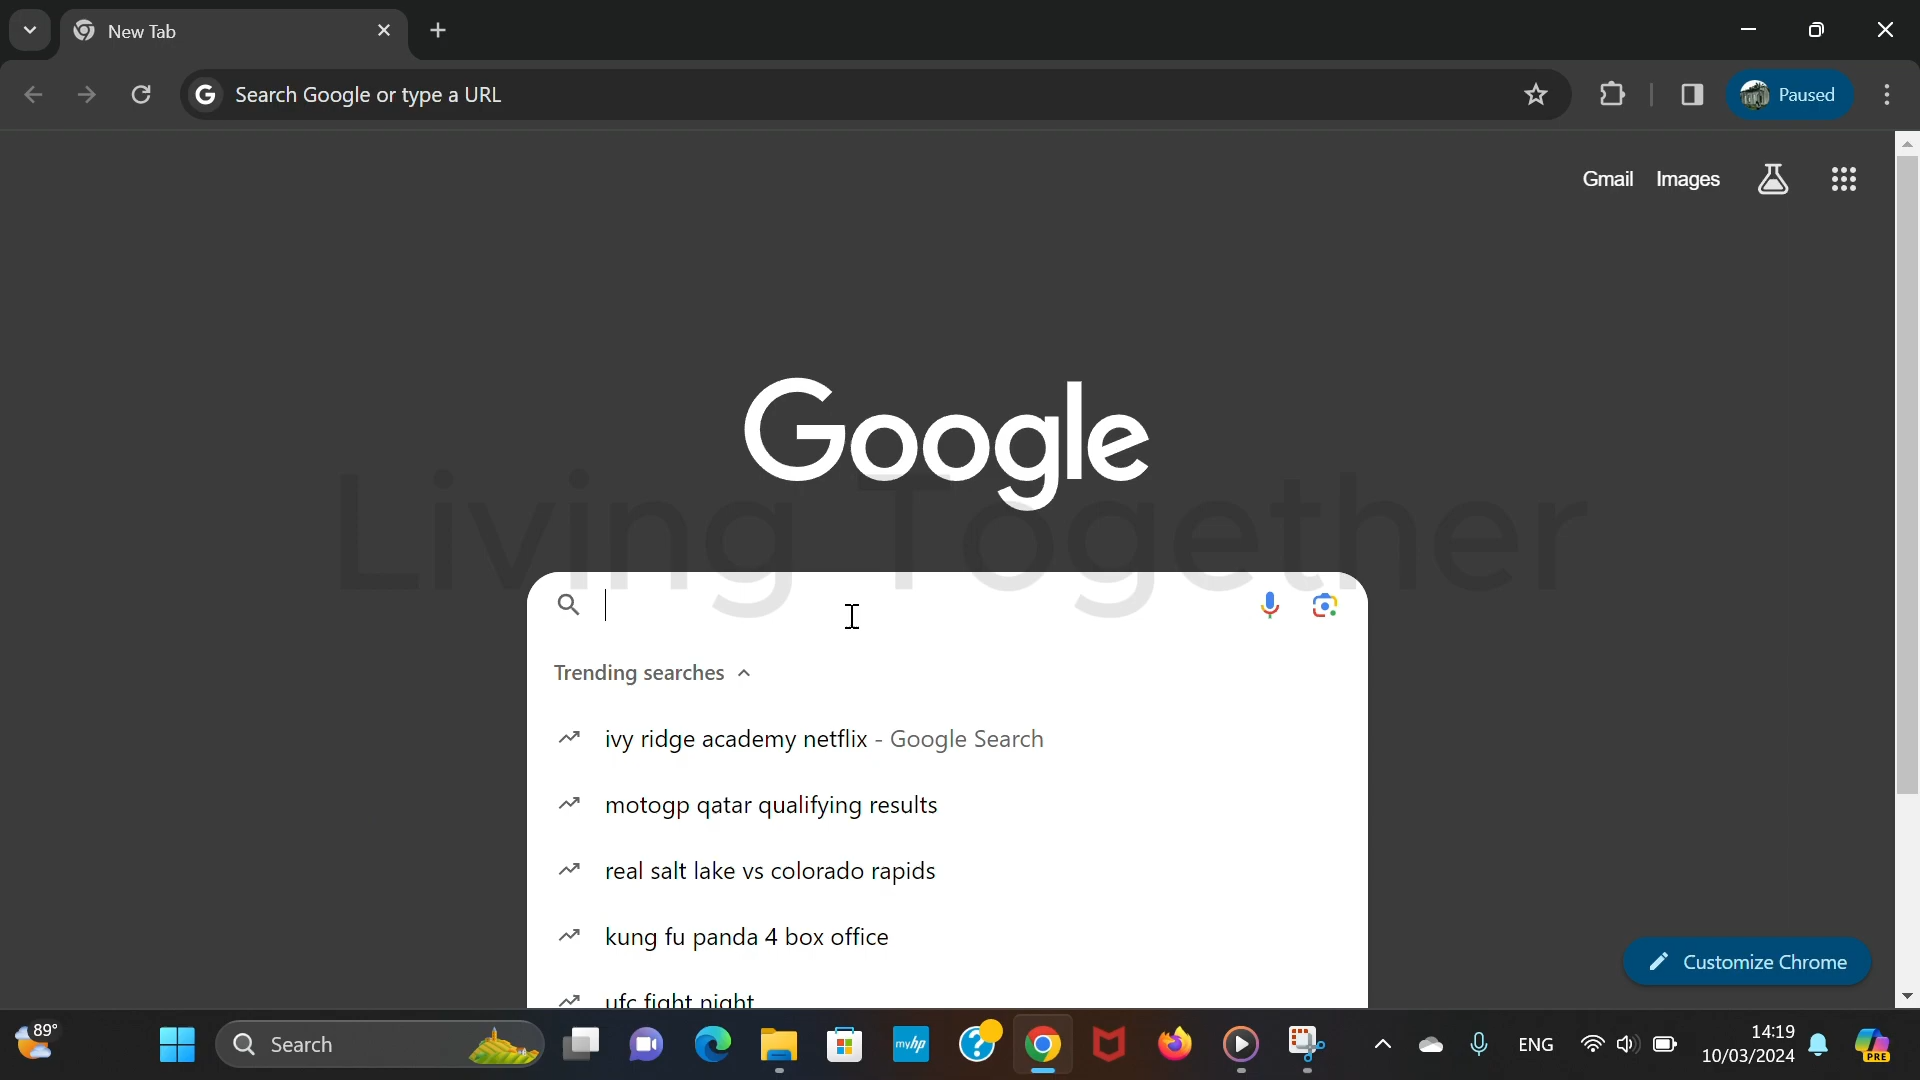 New Tab
Search Google or type a URL
Paused
Gmail Images
Google
Living Together
Trending searches
ivy ridge academy netflix - Google Search
motogp qatar qualifying results
real salt lake vs colorado rapids
kung fu panda 4 box office
ufc fight night
Customize Chrome
89°
Search
myhp
ENG
14:19
10/03/2024
PRE